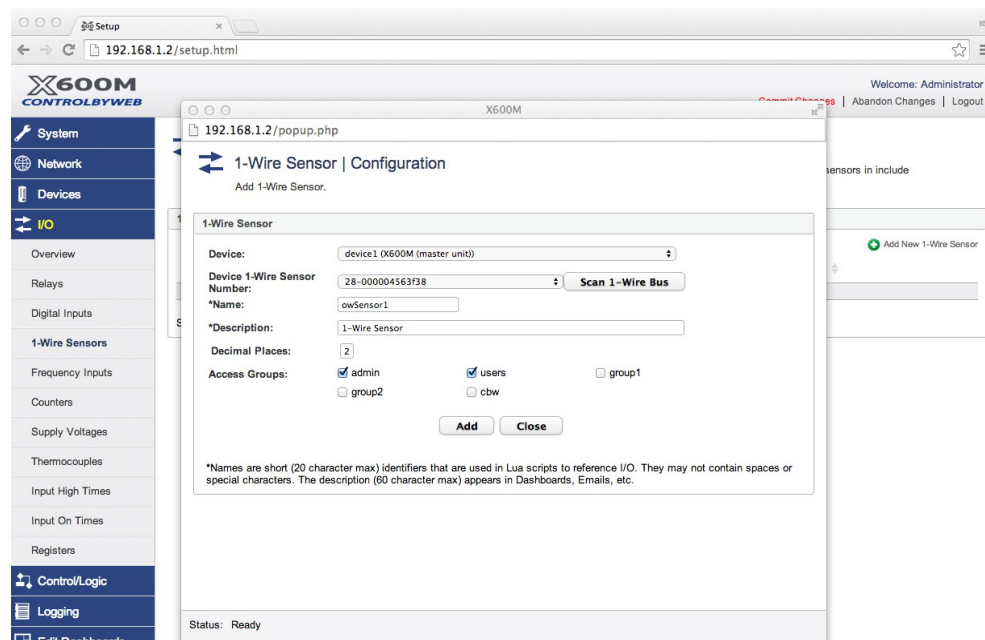 Setup
192.168.1.2/setup.html
X600M
CONTROLBYWEB
Welcome: Administrator
Commit Changes | Abandon Changes | Logout
System
Network
Devices
I/O
Overview
Relays
Digital Inputs
1-Wire Sensors
Frequency Inputs
Counters
Supply Voltages
Thermocouples
Input High Times
Input On Times
Registers
Control/Logic
Logging
Edit Dashboards
sensors in include
Add New 1-Wire Sensor
X600M
192.168.1.2/popup.php
1-Wire Sensor | Configuration
Add 1-Wire Sensor.
1-Wire Sensor
Device: device1 (X600M (master unit))
Device 1-Wire Sensor Number: 28-000004563f38 Scan 1-Wire Bus
*Name: owSensor1
*Description: 1-Wire Sensor
Decimal Places: 2
Access Groups: admin users group1
group2 cbw
Add Close
*Names are short (20 character max) identifiers that are used in Lua scripts to reference I/O. They may not contain spaces or
special characters. The description (60 character max) appears in Dashboards, Emails, etc.
Status: Ready